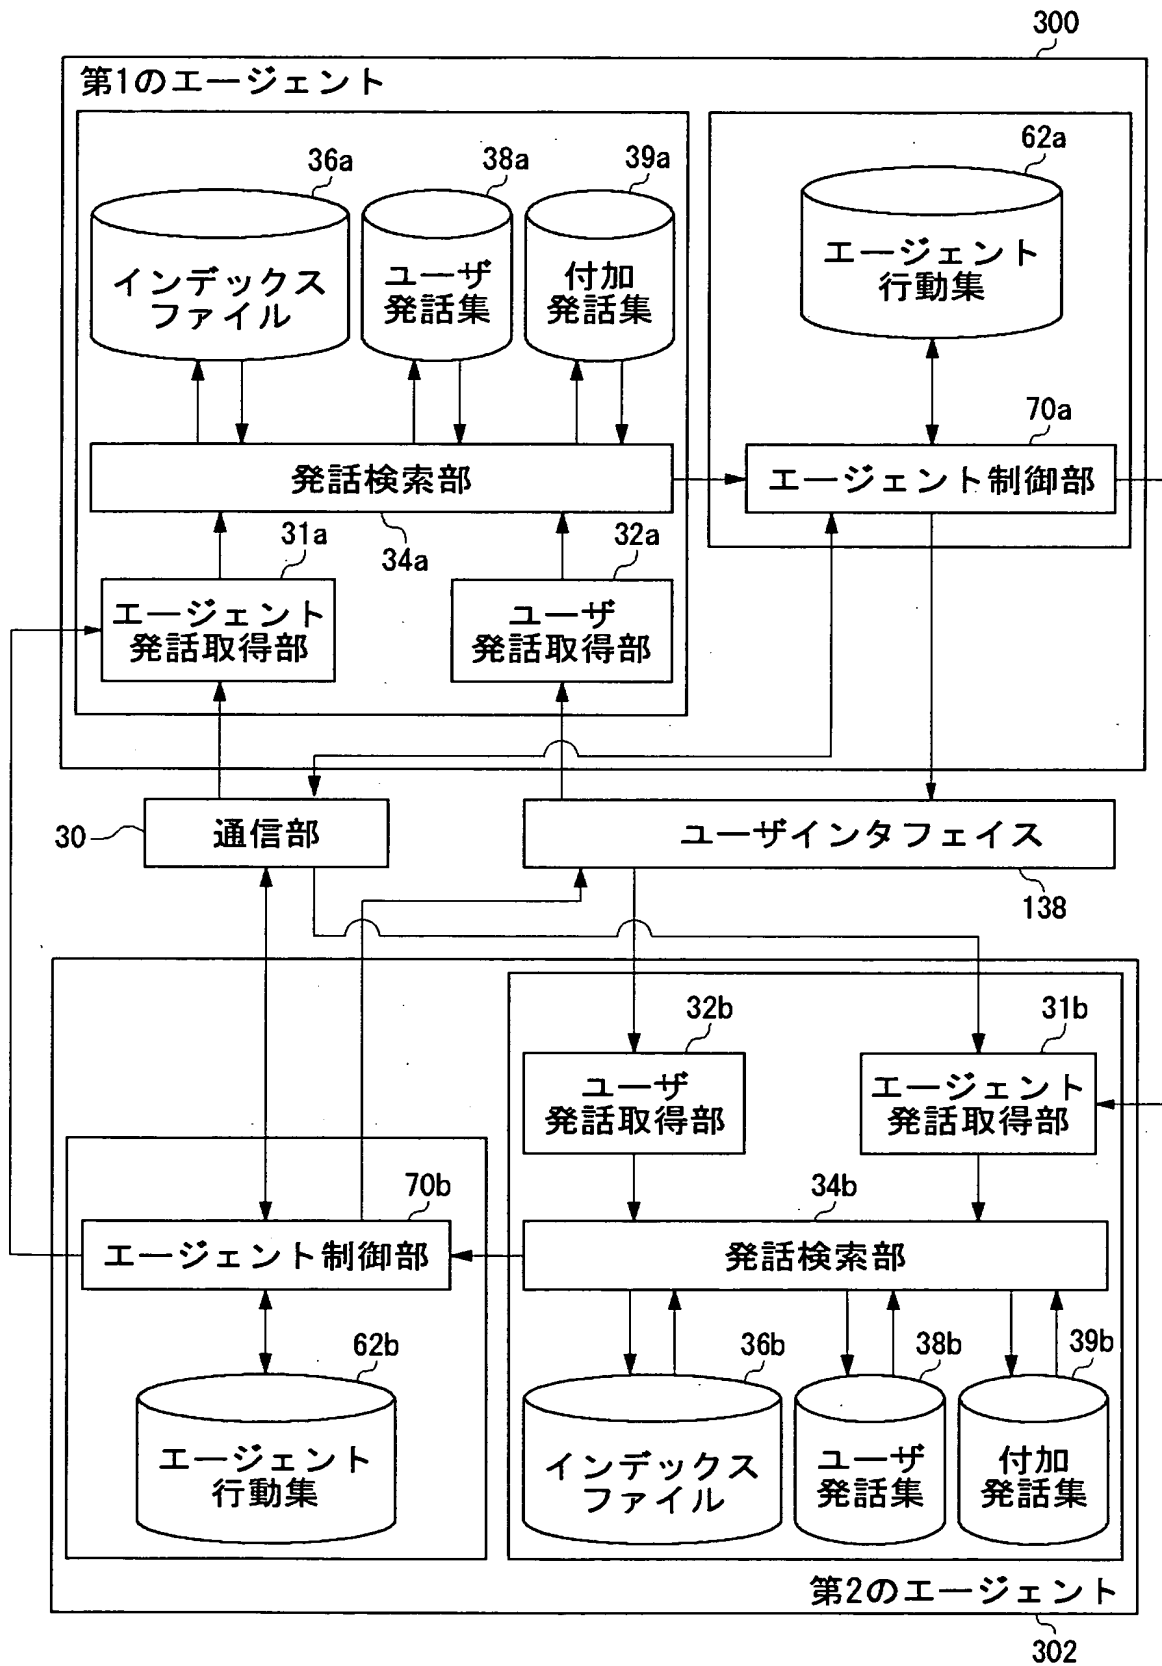 300
第1のエージェント
36a
38a
39a
62a
インデックス
ファイル
ユーザ
発話集
付加
発話集
エージェント
行動集
70a
発話検索部
エージェント制御部
31a
34a
32a
エージェント
発話取得部
ユーザ
発話取得部
30
通信部
ユーザインタフェイス
138
32b
31b
ユーザ
発話取得部
エージェント
発話取得部
70b
34b
エージェント制御部
発話検索部
62b
36b
38b
39b
エージェント
行動集
インデックス
ファイル
ユーザ
発話集
付加
発話集
第2のエージェント
302